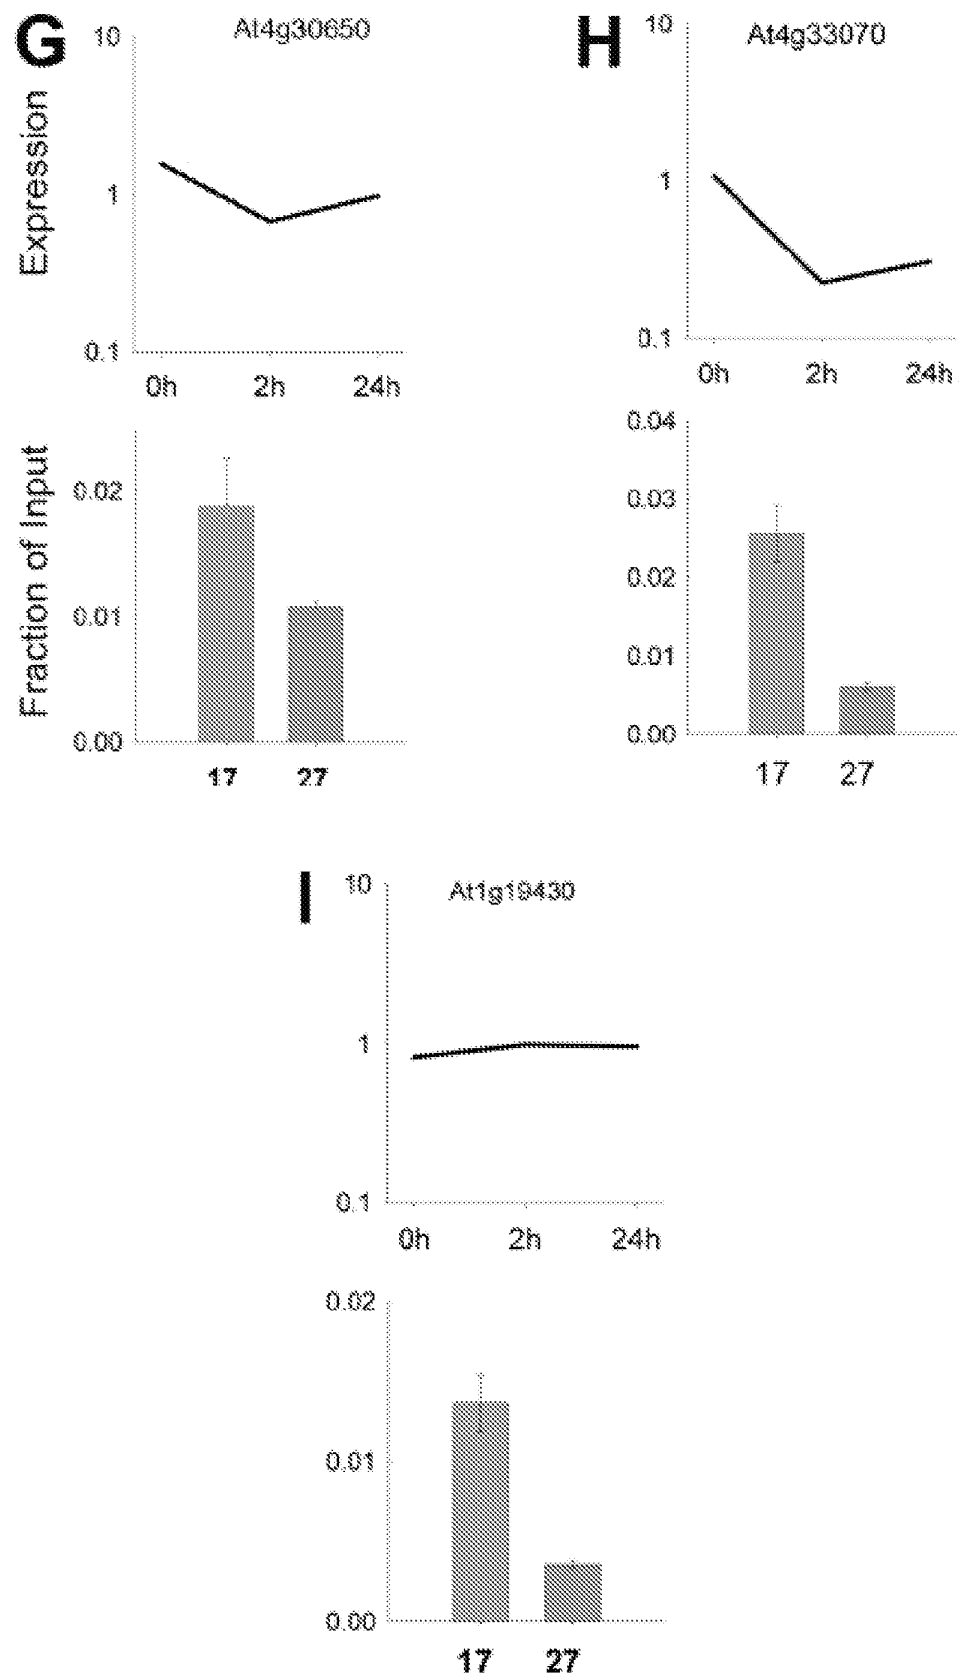 G
At4g30650
10
1
0.1
Expression
0h 2h 24h
Fraction of Input
0.02
0.01
0.00
17 27
H
At4g33070
10
1
0.1
0h 2h 24h
0.04
0.03
0.02
0.01
0.00
17 27
I
At1g19430
10
1
0.1
0h 2h 24h
0.02
0.01
0.00
17 27